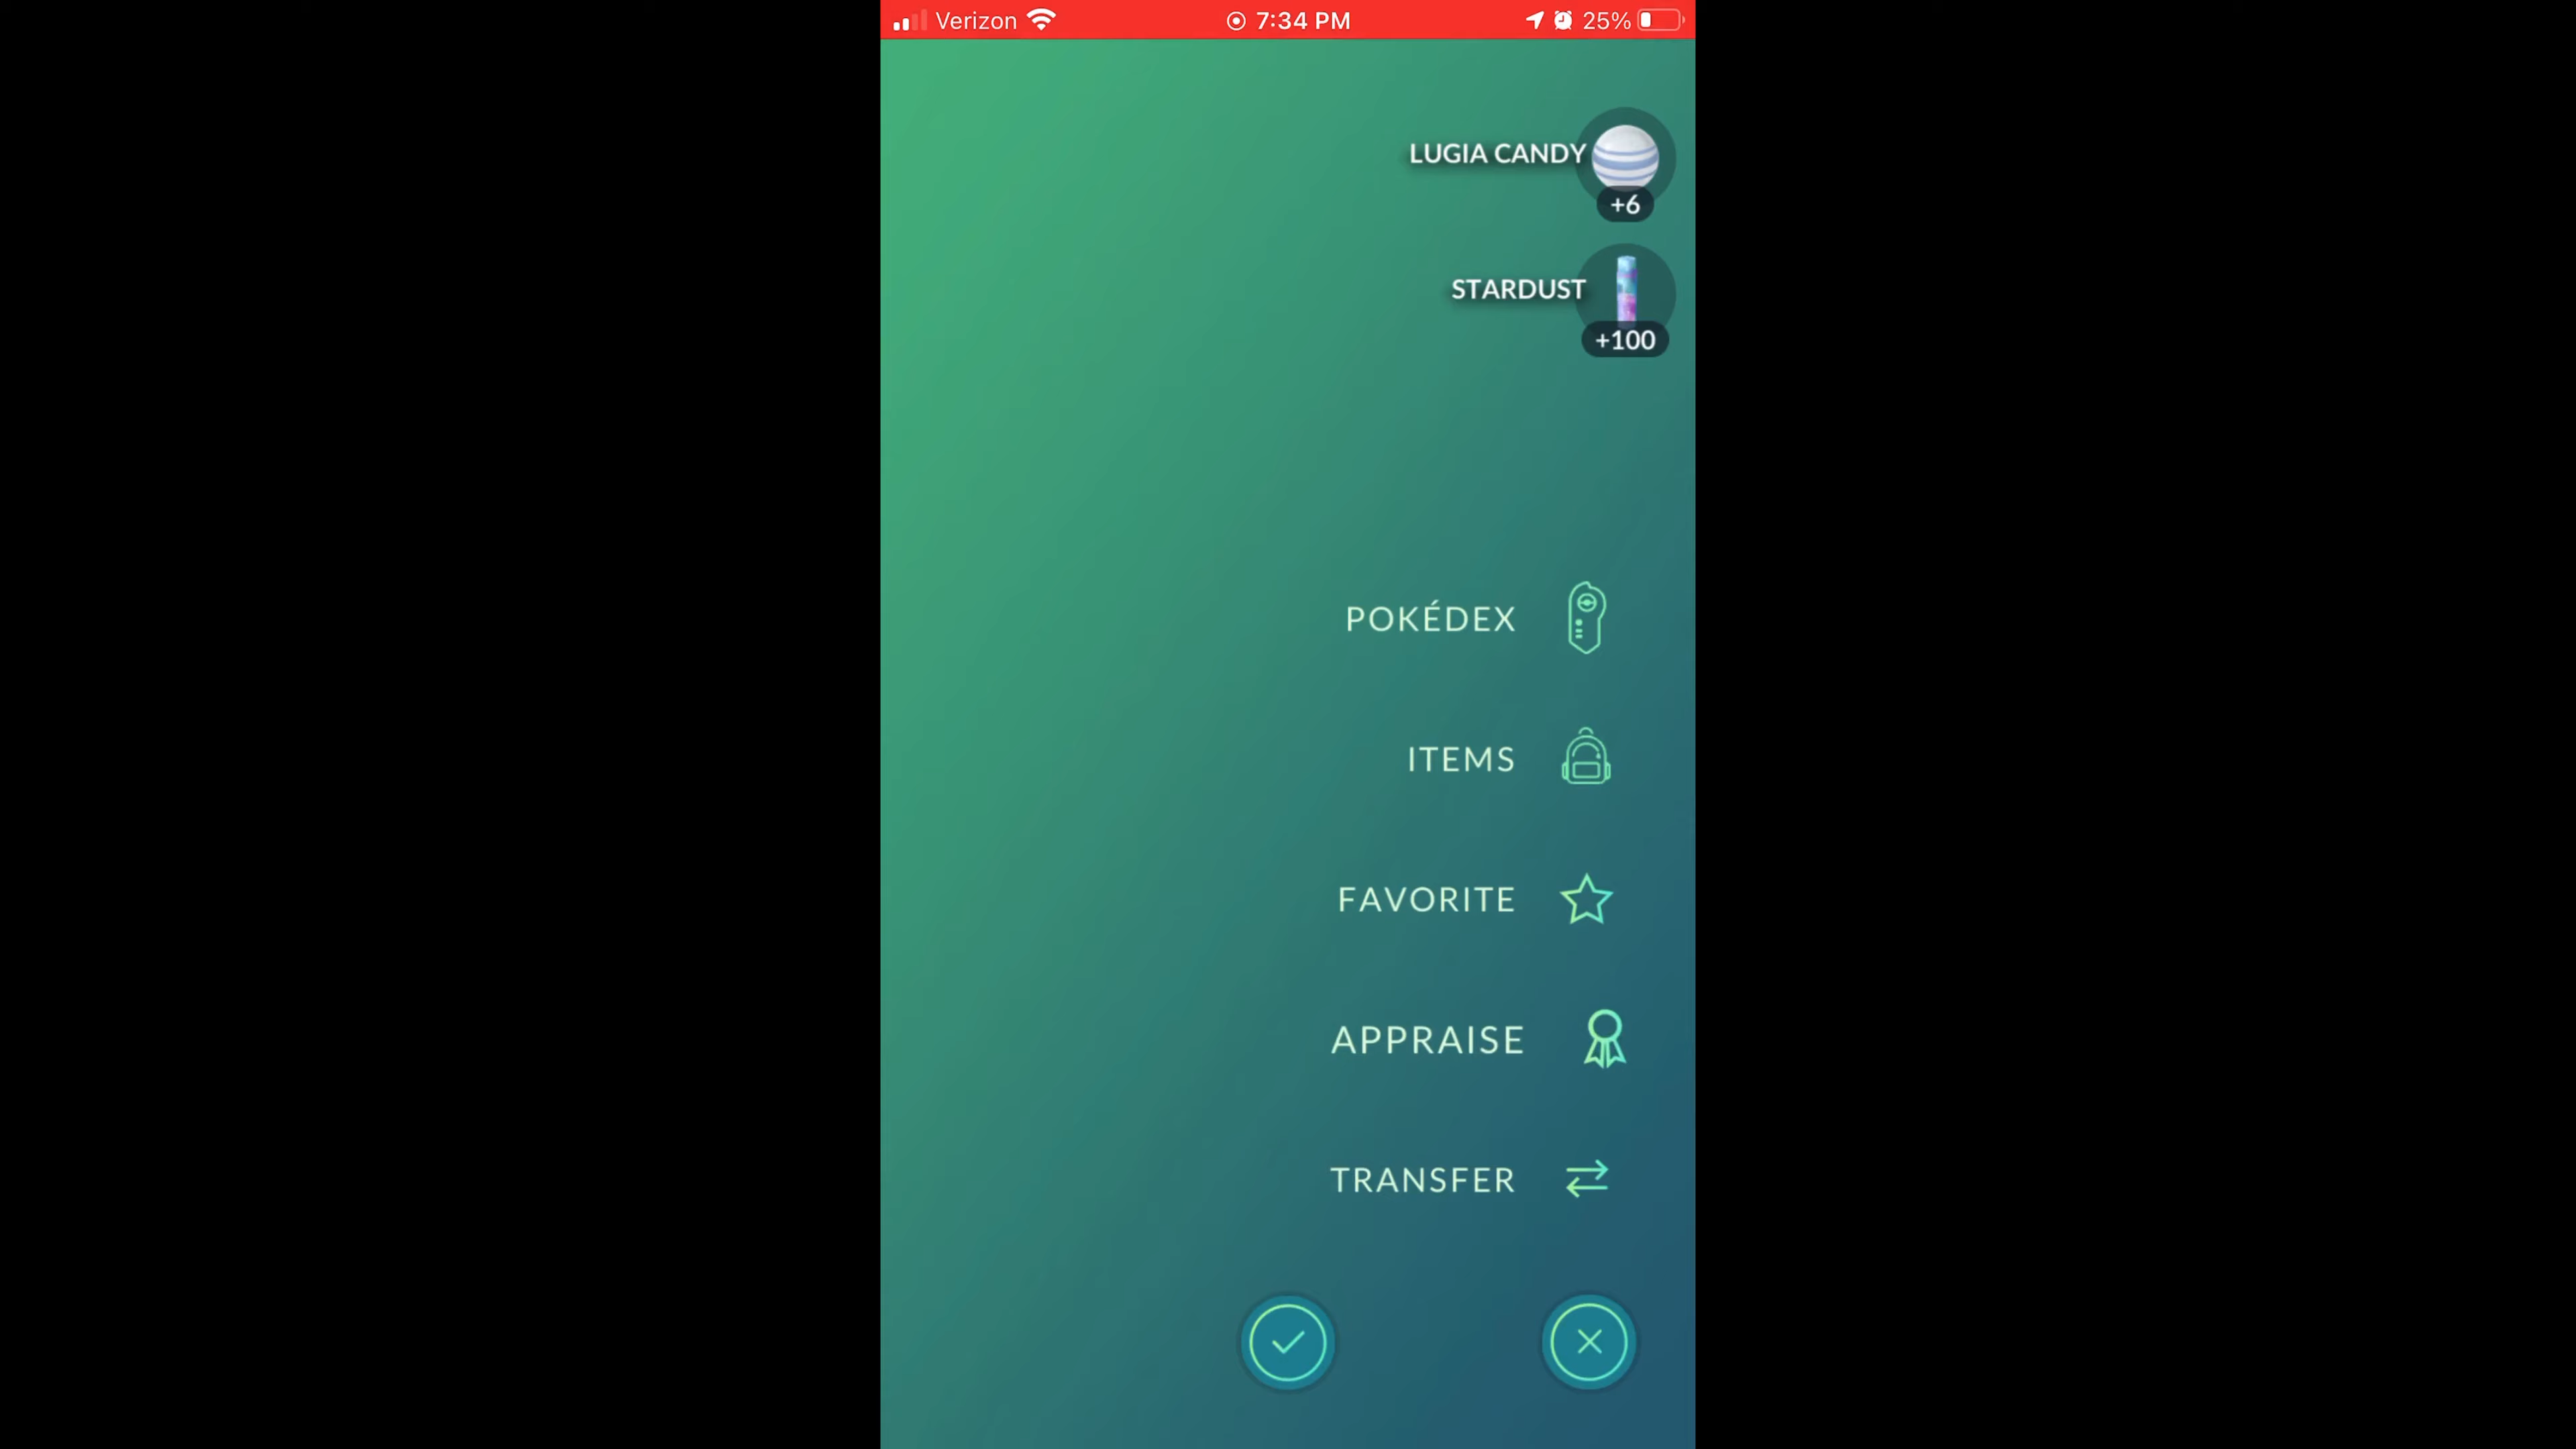 Verizon 7:34 PM 25%
LUGIA CANDY
+6
STARDUST
+100
POKÉDEX
ITEMS
FAVORITE
APPRAISE
TRANSFER